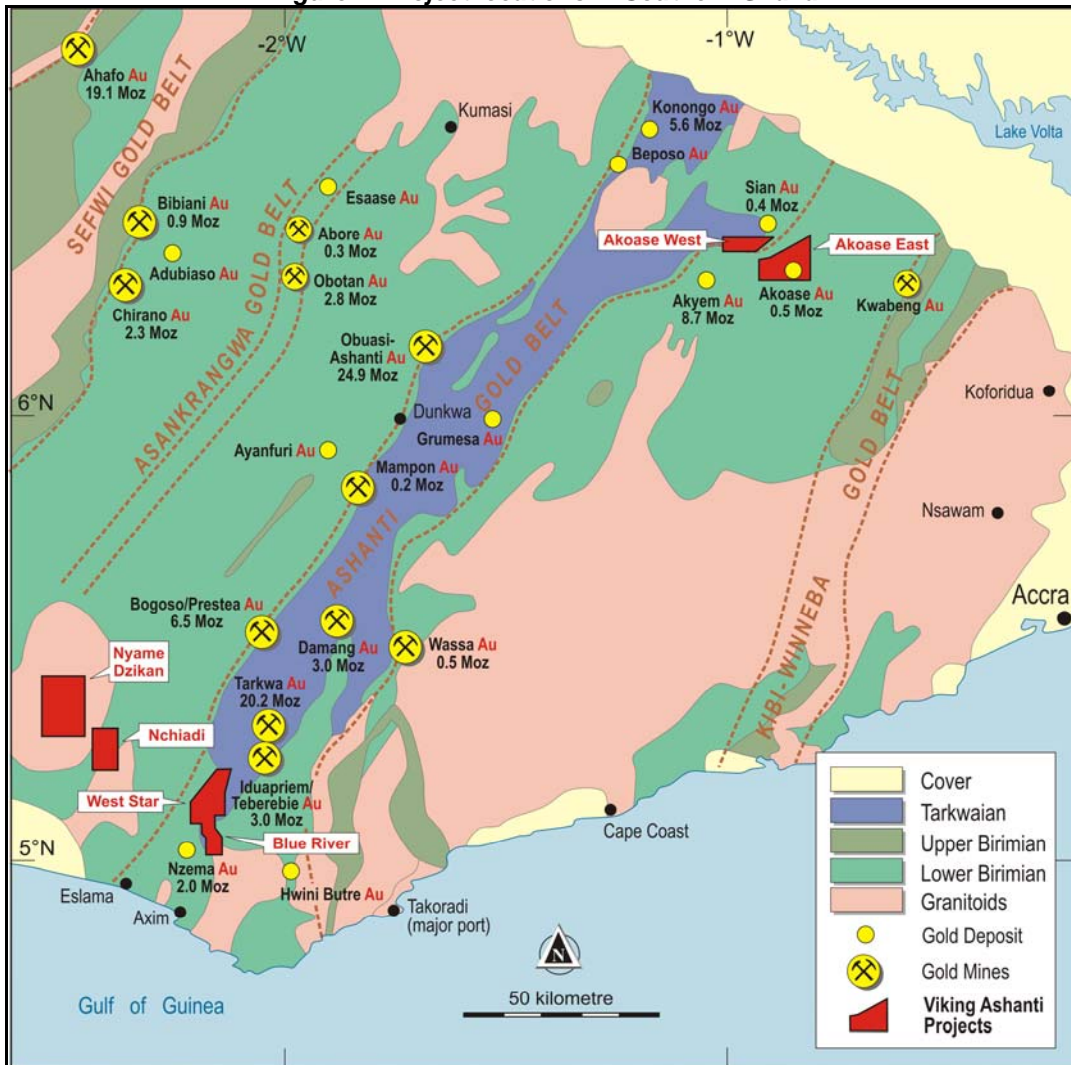 -2°W
-1°W
Ahafo Au
19.1 Moz
SEFWI GOLD BELT
Kumasi
Konongo Au
5.6 Moz
Lake Volta
Beposo Au
Esaase Au
Bibiani Au
0.9 Moz
Abore Au
0.3 Moz
Sian Au
0.4 Moz
Akoase West
Akoase East
Adubiaso Au
Obotan Au
2.8 Moz
Chirano Au
2.3 Moz
Akyem Au
8.7 Moz
Akoase Au
0.5 Moz
Kwabeng Au
ASANKRANGWA GOLD BELT
Obuasi-
Ashanti Au
24.9 Moz
GOLD BELT
6°N
Dunkwa
Koforidua
Grumesa Au
Ayanfuri Au
Mampon Au
0.2 Moz
GOLD BELT
Nsawam
ASHANTI
Accra
Bogoso/Prestea Au
6.5 Moz
Damang Au
3.0 Moz
Wassa Au
0.5 Moz
KIBI-WINNEBA
Nyame
Dzikan
Tarkwa Au
20.2 Moz
Nchiadi
West Star
Iduapriem/
Teberebie Au
3.0 Moz
Blue River
Cape Coast
5°N
Nzema Au
2.0 Moz
Hwini Butre Au
Eslama
Axim
Takoradi
(major port)
N
50 kilometre
Gulf of Guinea
Cover
Tarkwaian
Upper Birimian
Lower Birimian
Granitoids
Gold Deposit
Gold Mines
Viking Ashanti
Projects